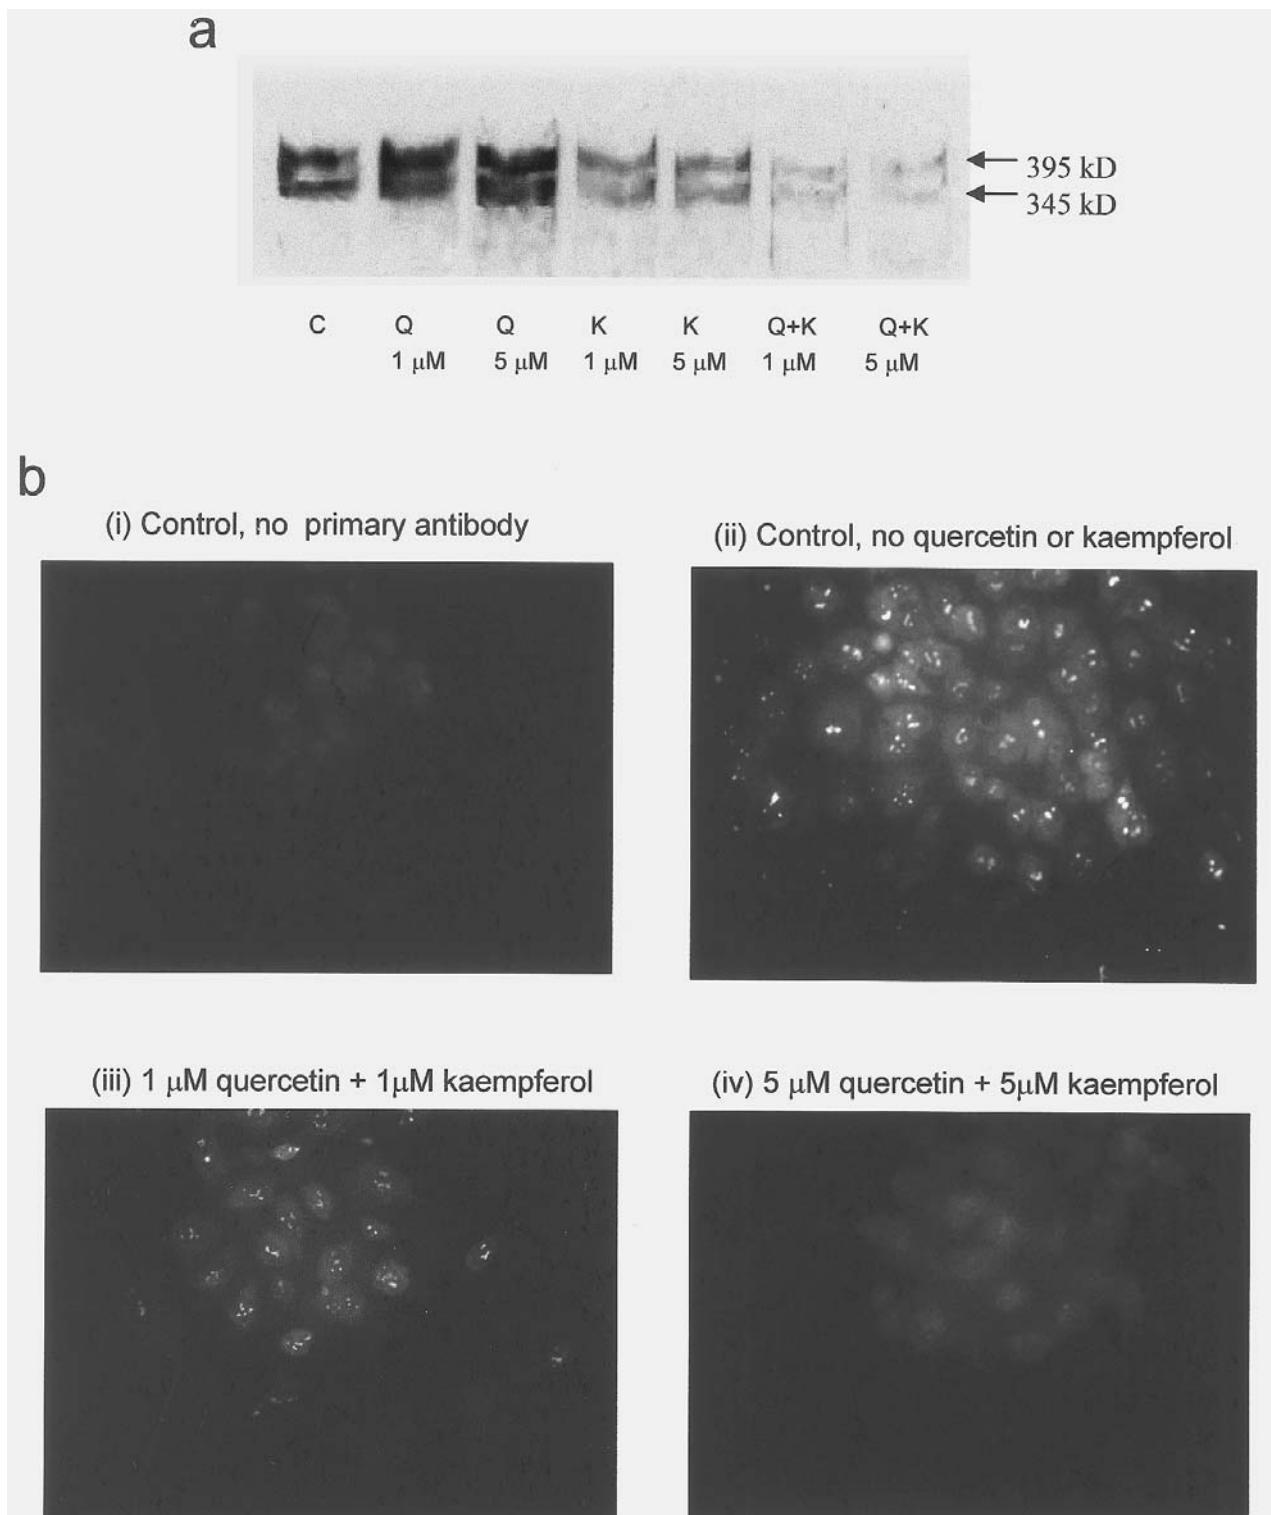 a
395 kD
345 kD
C Q Q K K Q+K Q+K
1 μM 5 μM 1 μM 5 μM 1 μM 5 μM
b
(i) Control, no primary antibody
(ii) Control, no quercetin or kaempferol
(iii) 1 μM quercetin + 1μM kaempferol
(iv) 5 μM quercetin + 5μM kaempferol